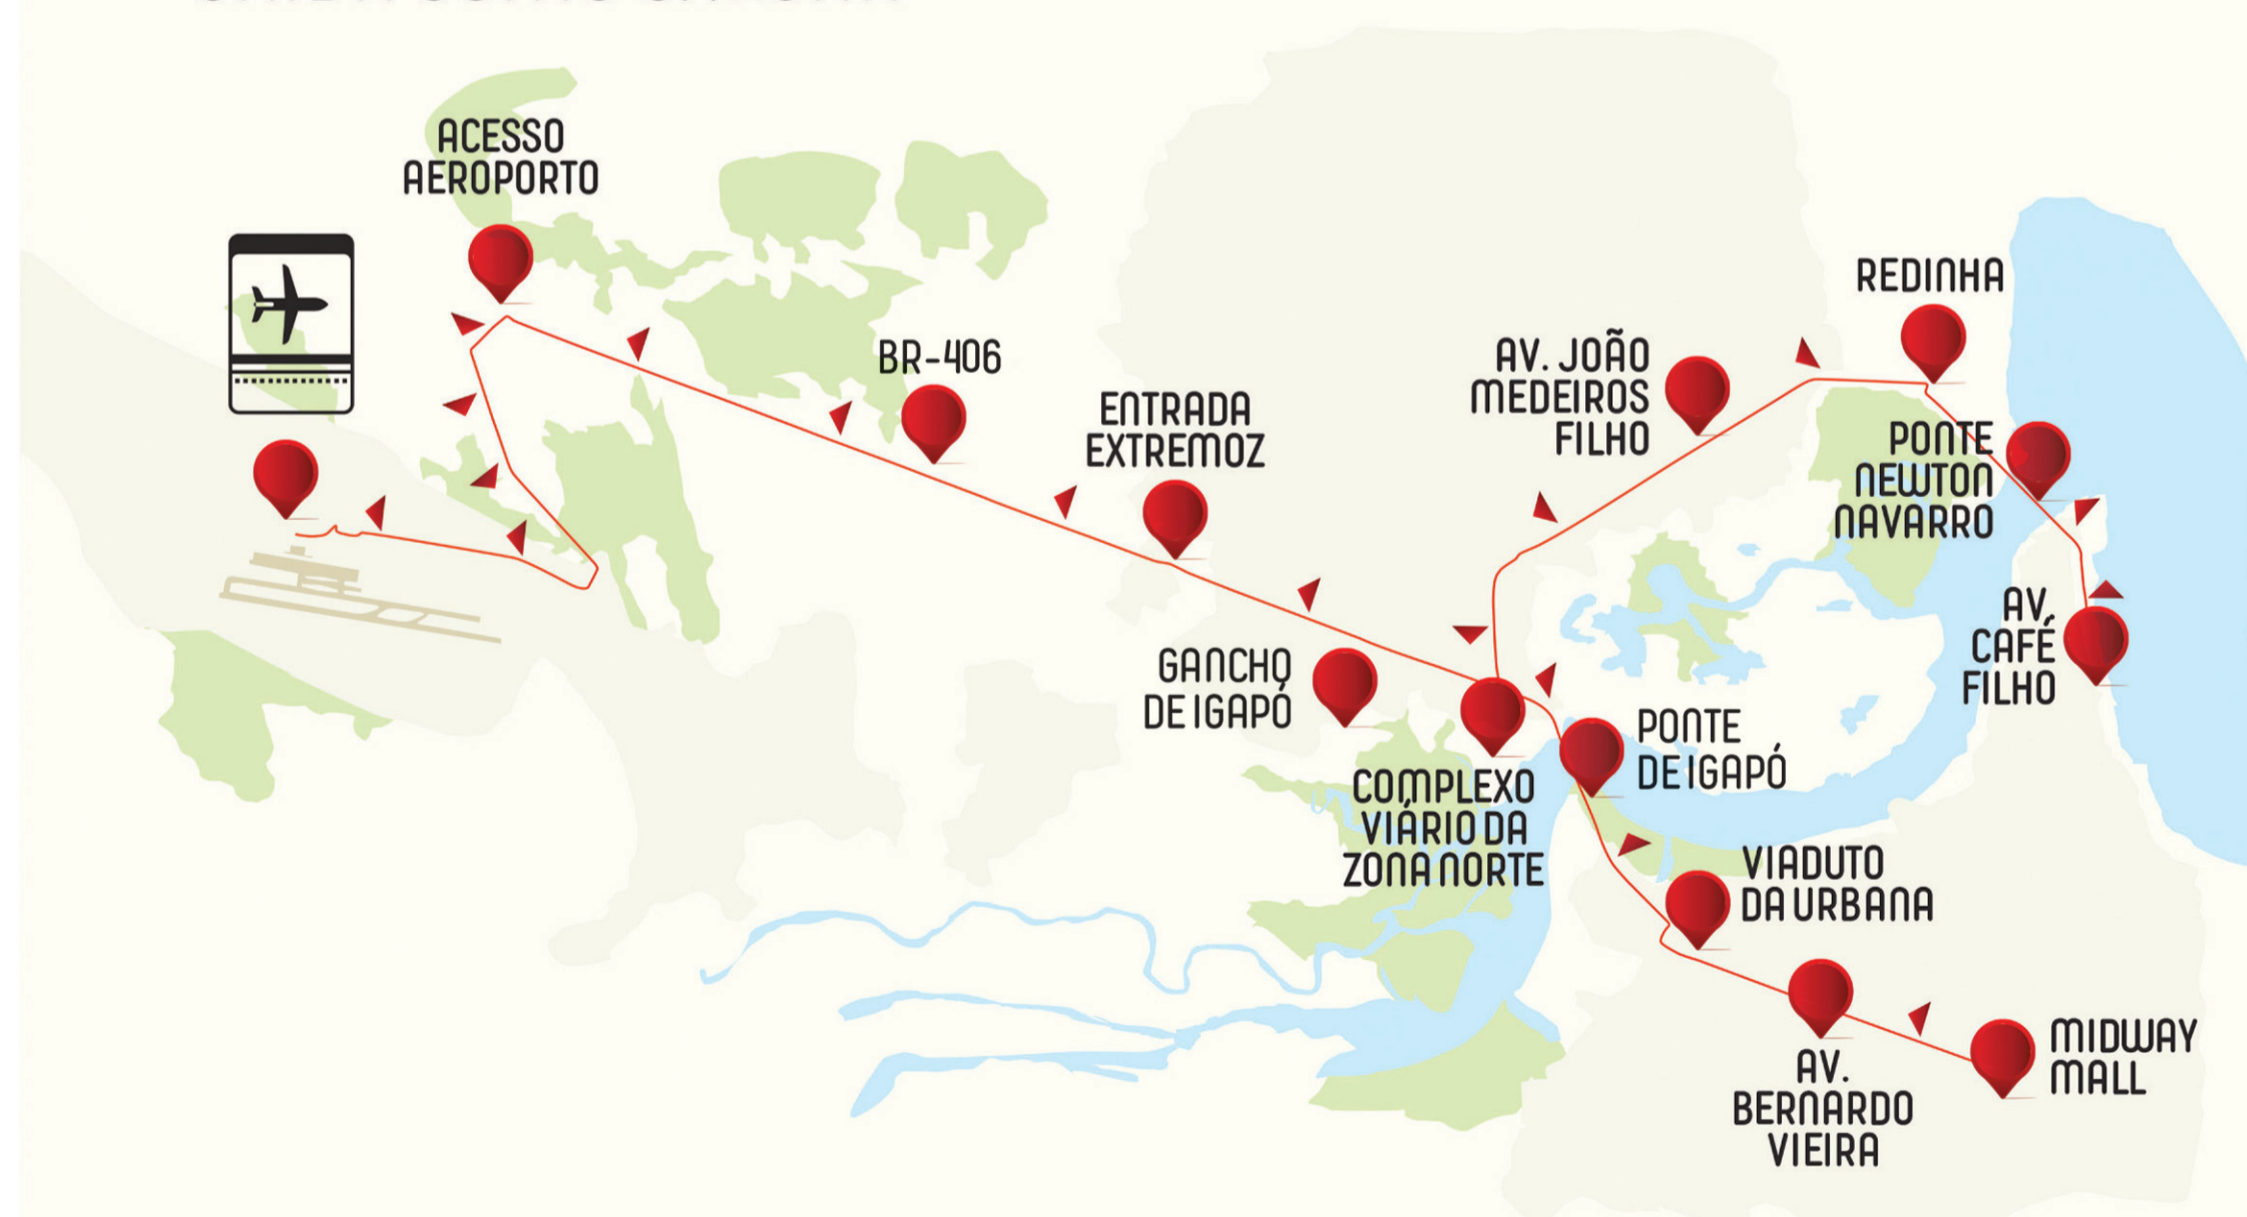 ACESSO
AEROPORTO
BR-406
ENTRADA
EXTREMOZ
AV. JOÃO
MEDEIROS
FILHO
REDINHA
PONTE
NEWTON
NAVARRO
AV.
CAFÉ
FILHO
GANCHO
DE IGAPÓ
COMPLEXO
VIÁRIO DA
ZONA NORTE
PONTE
DE IGAPÓ
VIADUTO
DA URBANA
AV.
BERNARDO
VIEIRA
MIDWAY
MALL